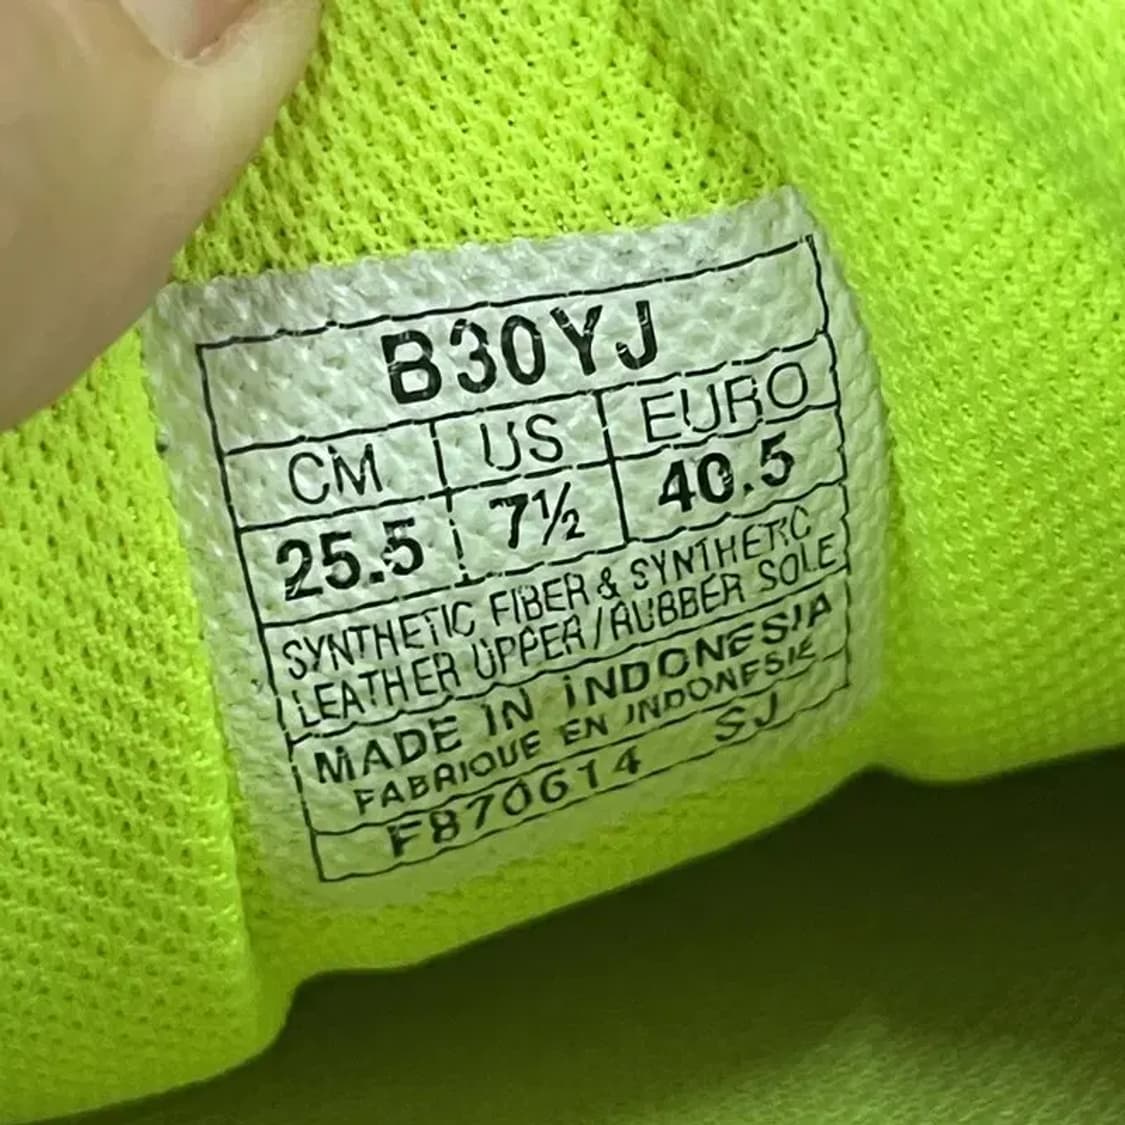 B30YJ
CM US EURO
25.5 7½ 40.5
SYNTHETIC FIBER & SYNTHETIC
LEATHER UPPER/RUBBER SOLE
MADE IN INDONESIA
FABRIQUE EN INDONESIE
F870614 SJ